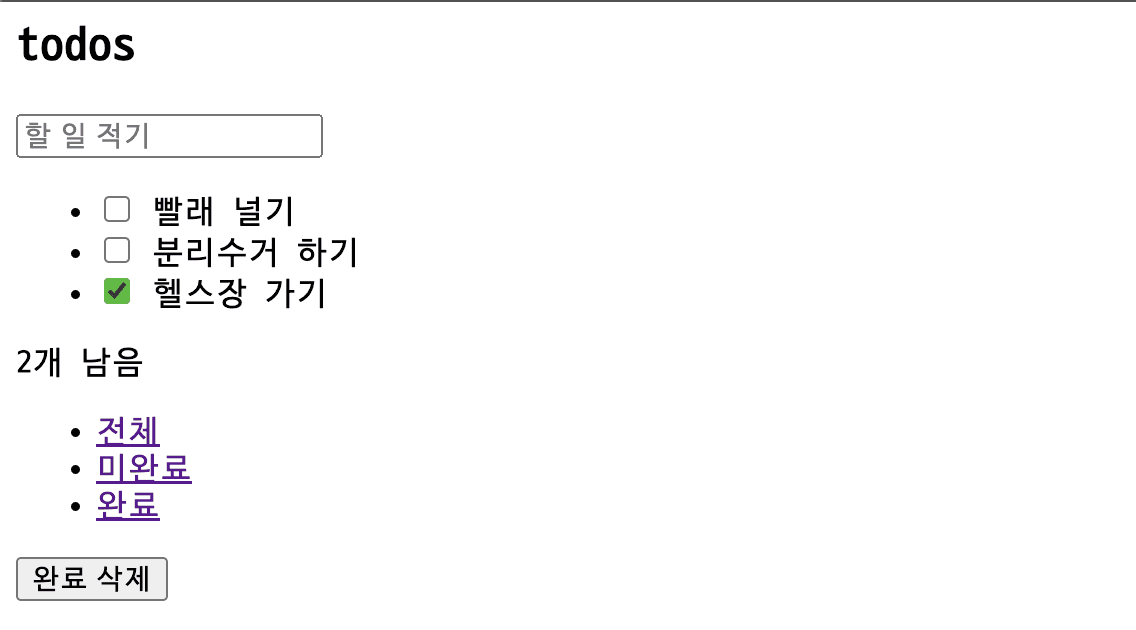 todos
할 일 적기
빨래 널기
분리수거 하기
헬스장 가기
2개 남음
전체
미완료
완료
완료 삭제